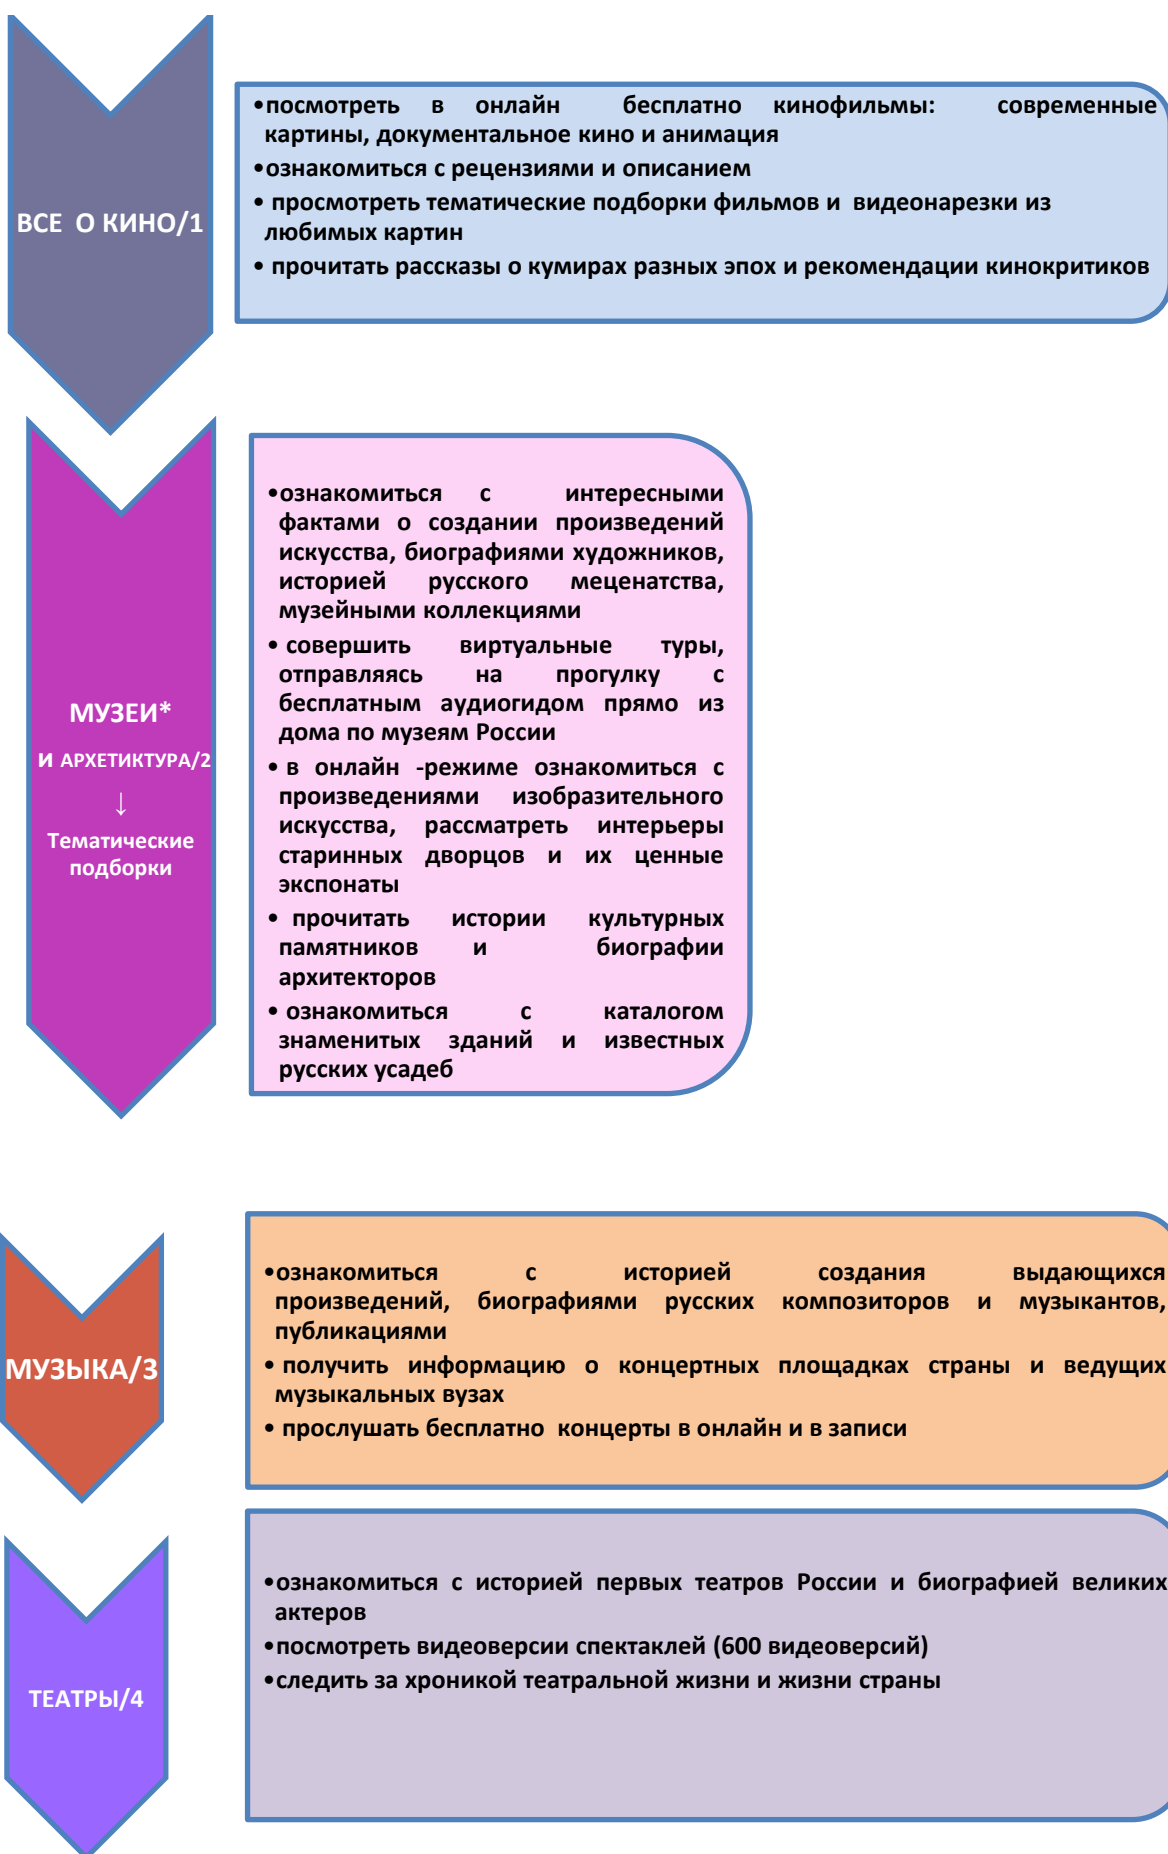 ВСЕ О КИНО/1
•посмотреть в онлайн бесплатно кинофильмы: современные
картины, документальное кино и анимация
•ознакомиться с рецензиями и описанием
• просмотреть тематические подборки фильмов и видеонарезки из
любимых картин
• прочитать рассказы о кумирах разных эпох и рекомендации кинокритиков
МУЗЕИ*
и АРХЕТИКТУРА/2
↓
Тематические
подборки
•ознакомиться с интересными
фактами о создании произведений
искусства, биографиями художников,
историей русского меценатства,
музейными коллекциями
• совершить виртуальные туры,
отправляясь на прогулку с
бесплатным аудиогидом прямо из
дома по музеям России
• в онлайн -режиме ознакомиться с
произведениями изобразительного
искусства, рассматреть интерьеры
старинных дворцов и их ценные
экспонаты
• прочитать истории культурных
памятников и биографии
архитекторов
• ознакомиться с каталогом
знаменитых зданий и известных
русских усадеб
МУЗЫКА/3
•ознакомиться с историей создания выдающихся
произведений, биографиями русских композиторов и музыкантов,
публикациями
• получить информацию о концертных площадках страны и ведущих
музыкальных вузах
• прослушать бесплатно концерты в онлайн и в записи
ТЕАТРЫ/4
•ознакомиться с историей первых театров России и биографией великих
актеров
•посмотреть видеоверсии спектаклей (600 видеоверсий)
•следить за хроникой театральной жизни и жизни страны